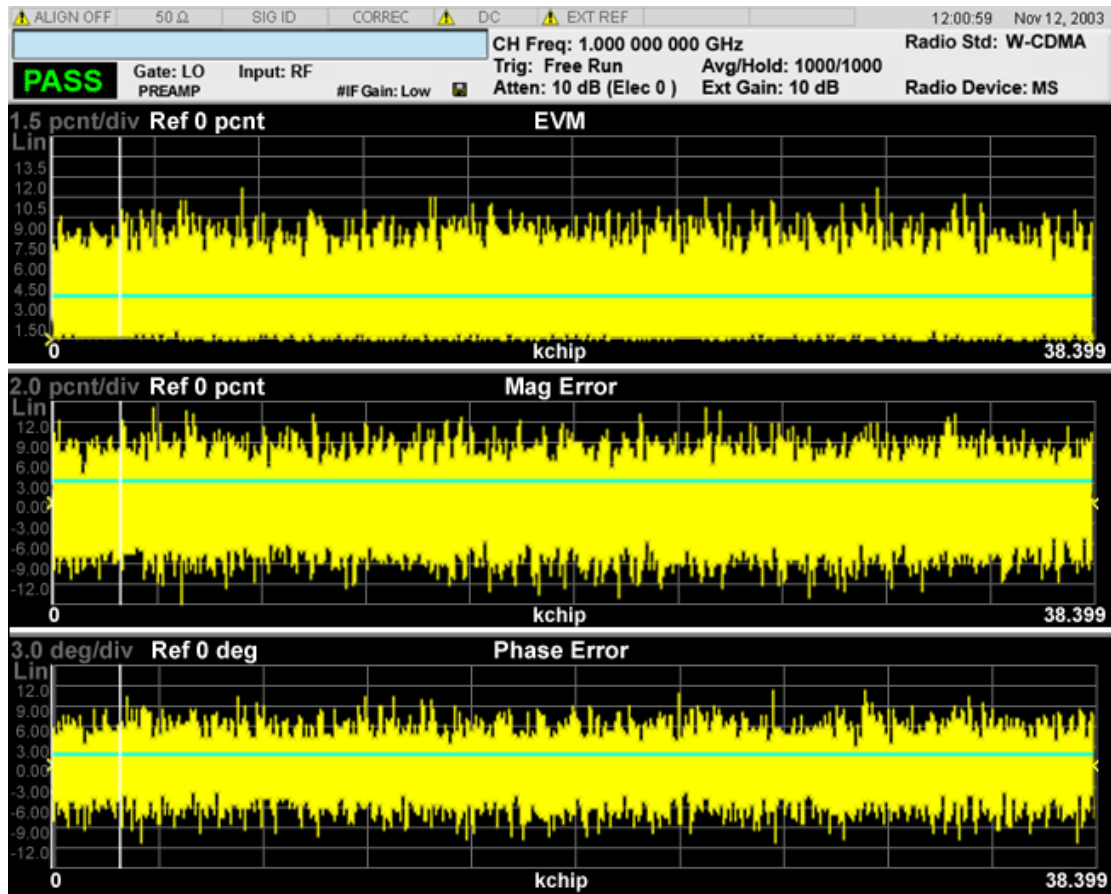 ALIGN OFF 50 Ω SIG ID CORREC DC EXT REF 12:00:59 Nov 12, 2003
CH Freq: 1.000 000 000 GHz Radio Std: W-CDMA
PASS Gate: LO Input: RF Trig: Free Run Avg/Hold: 1000/1000
PREAMP #IF Gain: Low Atten: 10 dB (Elec 0 ) Ext Gain: 10 dB Radio Device: MS
1.5 pcnt/div Ref 0 pcnt EVM
Lin
13.5
12.0
10.5
9.00
7.50
6.00
4.50
3.00
1.50
0 kchip 38.399
2.0 pcnt/div Ref 0 pcnt Mag Error
Lin
12.0
9.00
6.00
3.00
0.00
-3.00
-6.00
-9.00
-12.0
0 kchip 38.399
3.0 deg/div Ref 0 deg Phase Error
Lin
12.0
9.00
6.00
3.00
0.00
-3.00
-6.00
-9.00
-12.0
0 kchip 38.399